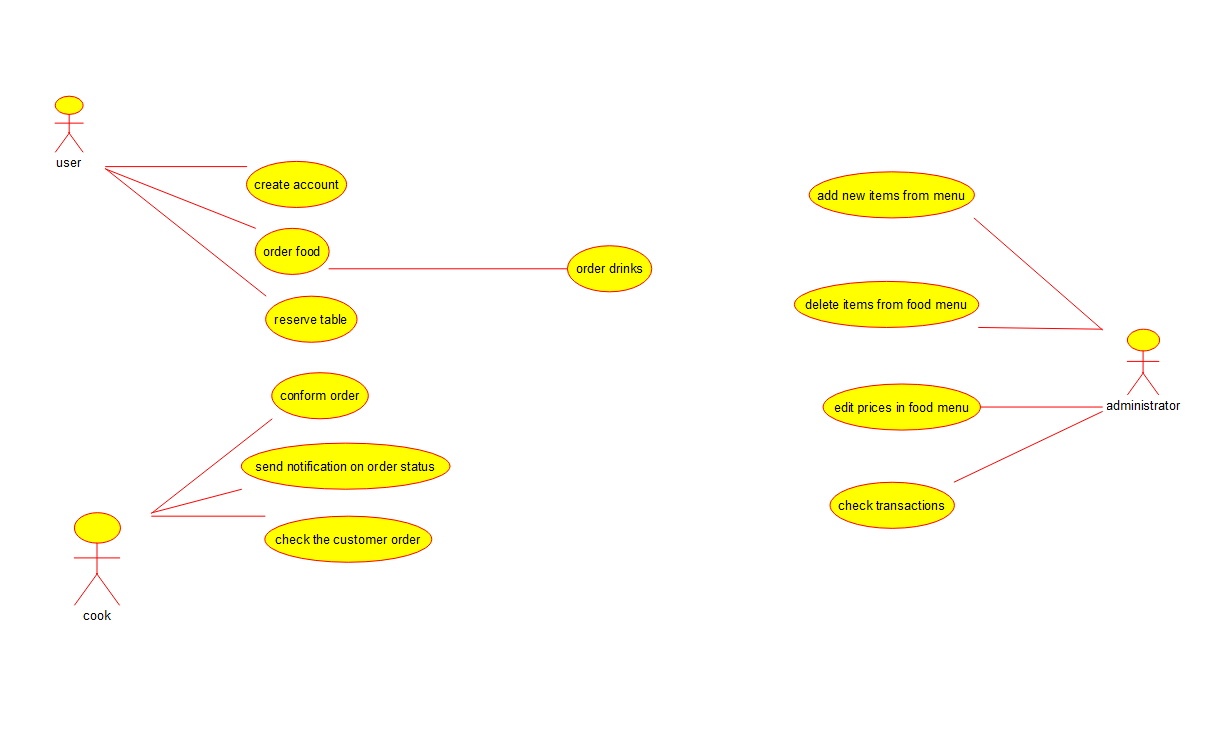 user
create account
order food
order drinks
reserve table
conform order
send notification on order status
check the customer order
cook
add new items from menu
delete items from food menu
edit prices in food menu
administrator
check transactions